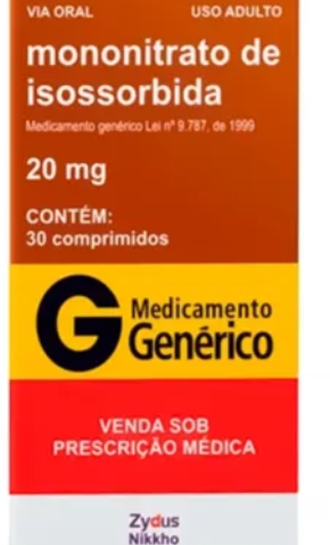 VIA ORAL USO ADULTO
mononitrato de
isossorbida
Medicamento genérico Lei nº 9.787, de 1999
20 mg
CONTÉM:
30 comprimidos
G Medicamento
Genérico
VENDA SOB
PRESCRIÇÃO MÉDICA
Zydus
Nikkho